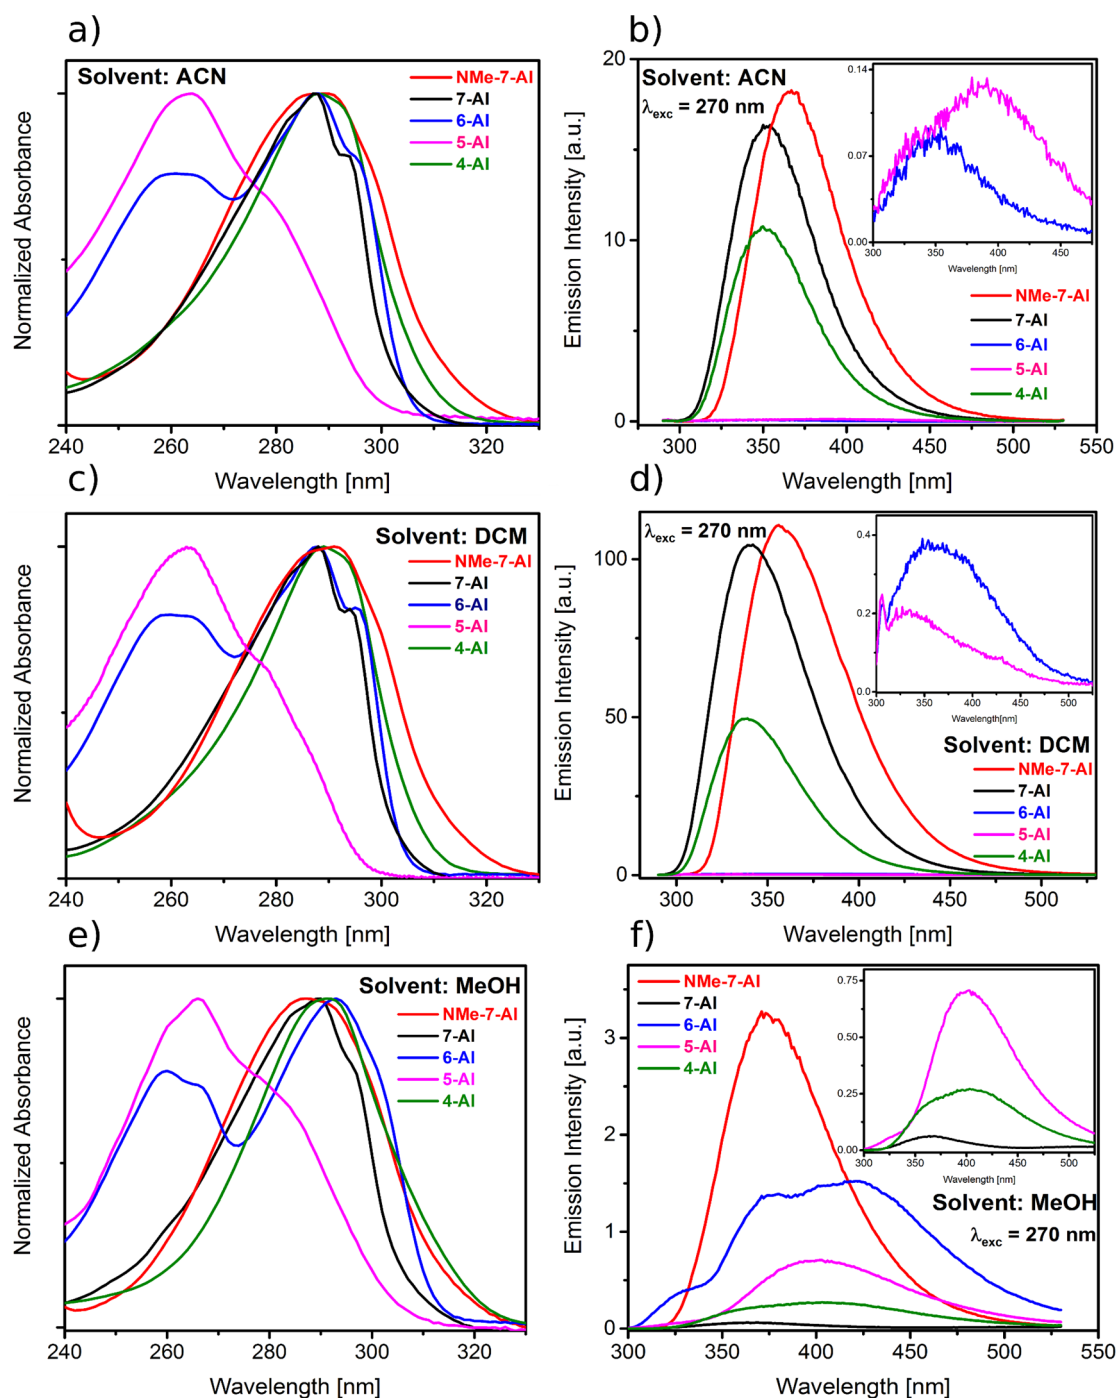 a)
Solvent: ACN
NMe-7-AI
7-AI
6-AI
5-AI
4-AI
Normalized Absorbance
240 260 280 300 320
Wavelength [nm]
b)
Solvent: ACN
λexc = 270 nm
Emission Intensity [a.u.]
20
10
0
0.14
0.07
0.00
300 350 400 450
Wavelength [nm]
NMe-7-AI
7-AI
6-AI
5-AI
4-AI
300 350 400 450 500 550
Wavelength [nm]
c)
Solvent: DCM
NMe-7-AI
7-AI
6-AI
5-AI
4-AI
Normalized Absorbance
240 260 280 300 320
Wavelength [nm]
d)
λexc = 270 nm
Emission Intensity [a.u.]
100
50
0
0.4
0.2
0.0
300 350 400 450 500
Wavelength[nm]
Solvent: DCM
NMe-7-AI
7-AI
6-AI
5-AI
4-AI
300 350 400 450 500
Wavelength [nm]
e)
Solvent: MeOH
NMe-7-AI
7-AI
6-AI
5-AI
4-AI
Normalized Absorbance
240 260 280 300 320
Wavelength [nm]
f)
NMe-7-AI
7-AI
6-AI
5-AI
4-AI
Emission Intensity [a.u.]
3
2
1
0
0.75
0.50
0.25
0.00
300 350 400 450 500
Wavelength [nm]
Solvent: MeOH
λexc = 270 nm
300 350 400 450 500 550
Wavelength [nm]